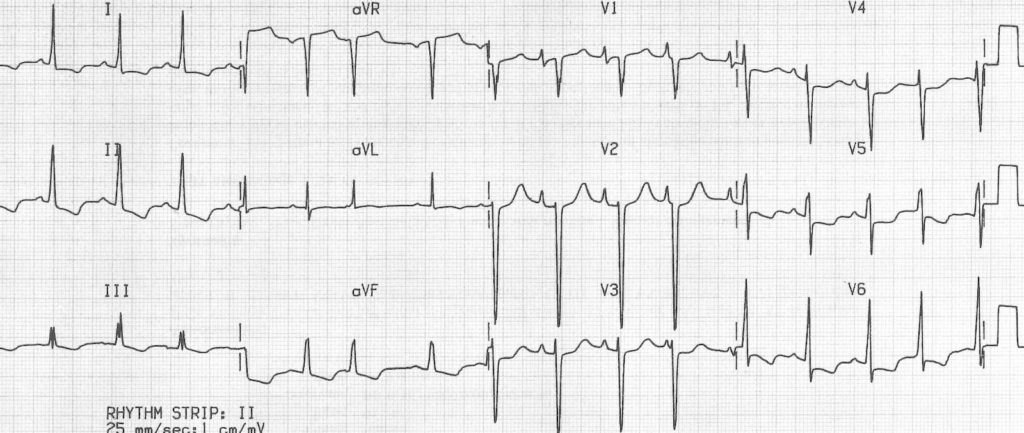 I aVR V1 V4
II aVL V2 V5
III aVF V3 V6
RHYTHM STRIP: II
25 mm/sec:1 cm/mV